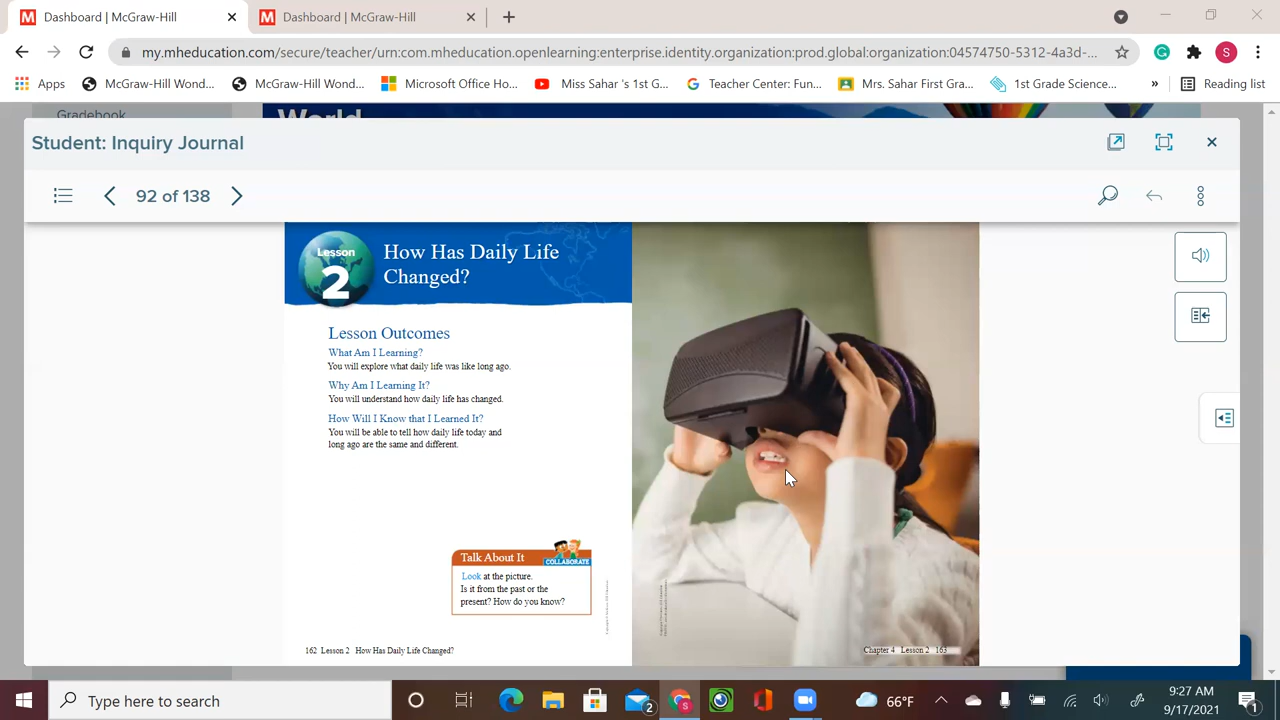 Dashboard | McGraw-Hill
Dashboard | McGraw-Hill
my.mheducation.com/secure/teacher/urn:com.mheducation.openlearning:enterprise.identity.organization:prod.global:organization:04574750-5312-4a3d-...
S
Apps
McGraw-Hill Wond...
McGraw-Hill Wond...
Microsoft Office Ho...
Miss Sahar 's 1st G...
Teacher Center: Fun...
Mrs. Sahar First Gra...
1st Grade Science...
»
Reading list
Gradebook
World
Student: Inquiry Journal
92 of 138
Lesson
2
How Has Daily Life
Changed?
Lesson Outcomes
What Am I Learning?
You will explore what daily life was like long ago.
Why Am I Learning It?
You will understand how daily life has changed.
How Will I Know that I Learned It?
You will be able to tell how daily life today and
long ago are the same and different.
Talk About It
COLLABORATE
Look at the picture.
Is it from the past or the
present? How do you know?
162 Lesson 2 How Has Daily Life Changed?
Chapter 4 Lesson 2 163
Type here to search
2
S
66°F
9:27 AM
9/17/2021
1